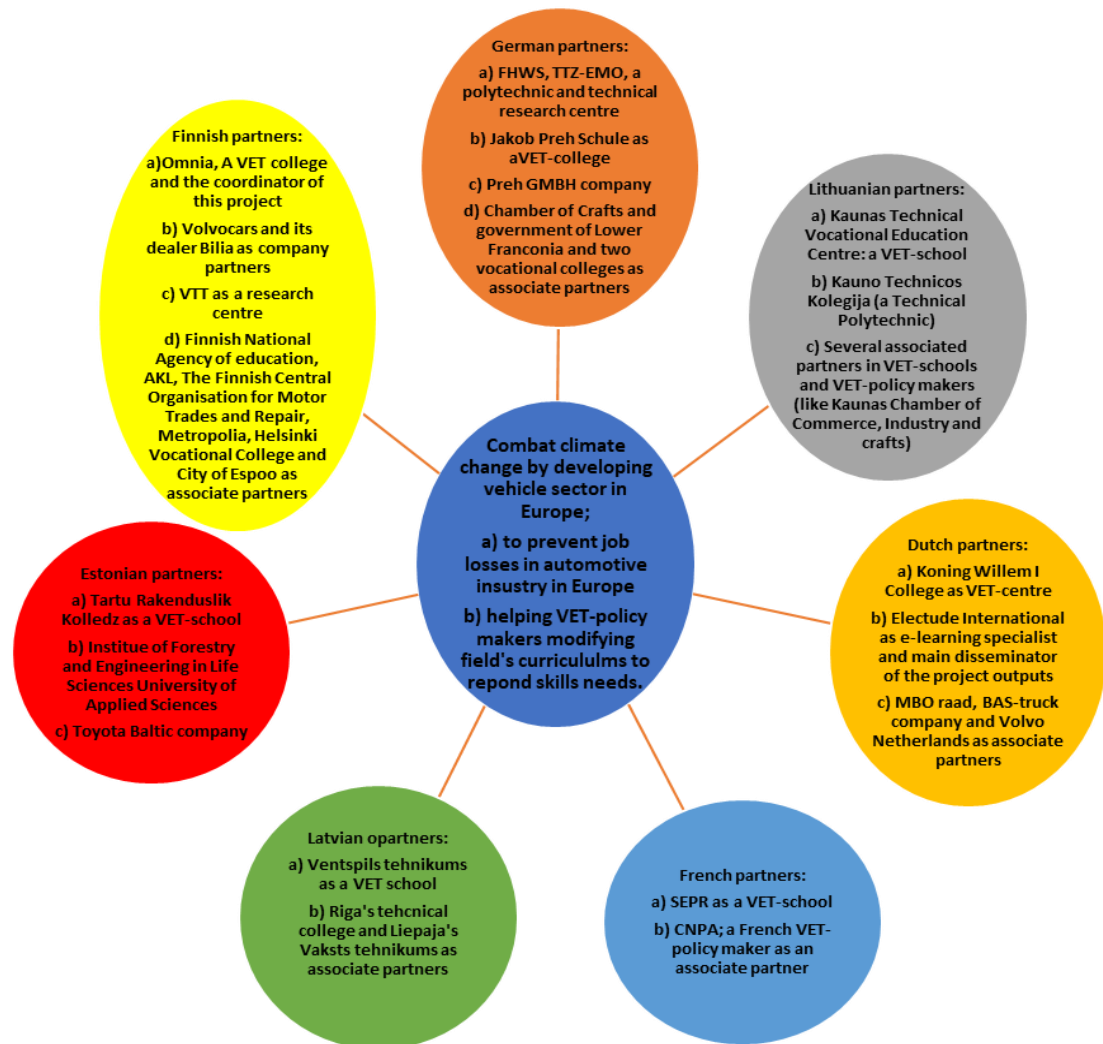 German partners:
a) FHWS, TTZ-EMO, a
polytechnic and technical
research centre
b) Jakob Preh Schule as
aVET-college
c) Preh GMBH company
d) Chamber of Crafts and
government of Lower
Franconia and two
vocational colleges as
associate partners
Finnish partners:
a)Omnia, A VET college
and the coordinator of
this project
b) Volvocars and its
dealer Bilia as company
partners
c) VTT as a research
centre
d) Finnish National
Agency of education,
AKL, The Finnish Central
Organisation for Motor
Trades and Repair,
Metropolia, Helsinki
Vocational College and
City of Espoo as
associate partners
Lithuanian partners:
a) Kaunas Technical
Vocational Education
Centre: a VET-school
b) Kauno Technicos
Kolegija (a Technical
Polytechnic)
c) Several associated
partners in VET-schools
and VET-policy makers
(like Kaunas Chamber of
Commerce, Industry and
crafts)
Combat climate
change by developing
vehicle sector in
Europe;
a) to prevent job
losses in automotive
insustry in Europe
b) helping VET-policy
makers modifying
field's curricululms to
repond skills needs.
Estonian partners:
a) Tartu Rakenduslik
Kolledz as a VET-school
b) Institue of Forestry
and Engineering in Life
Sciences University of
Applied Sciences
c) Toyota Baltic company
Dutch partners:
a) Koning Willem I
College as VET-centre
b) Electude International
as e-learning specialist
and main disseminator
of the project outputs
c) MBO raad, BAS-truck
company and Volvo
Netherlands as associate
partners
Latvian opartners:
a) Ventspils tehnikums
as a VET school
b) Riga's tehcnical
college and Liepaja's
Vaksts tehnikums as
associate partners
French partners:
a) SEPR as a VET-school
b) CNPA; a French VET-
policy maker as an
associate partner